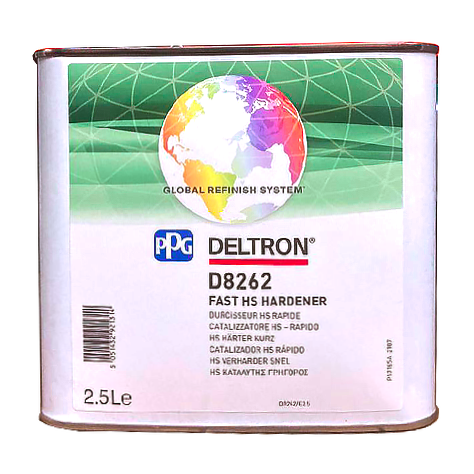 GLOBAL REFINISH SYSTEM
PPG
DELTRON®
D8262
FAST HS HARDENER
DURCISSEUR HS RAPIDE
CATALIZZATORE HS - RAPIDO
HS HÄRTER KURZ
CATALIZADOR HS RÁPIDO
HS VERHARDER SNEL
HS ΚΑΤΑΛΥΤΗΣ ΓΡΗΓΟΡΟΣ
2.5Le